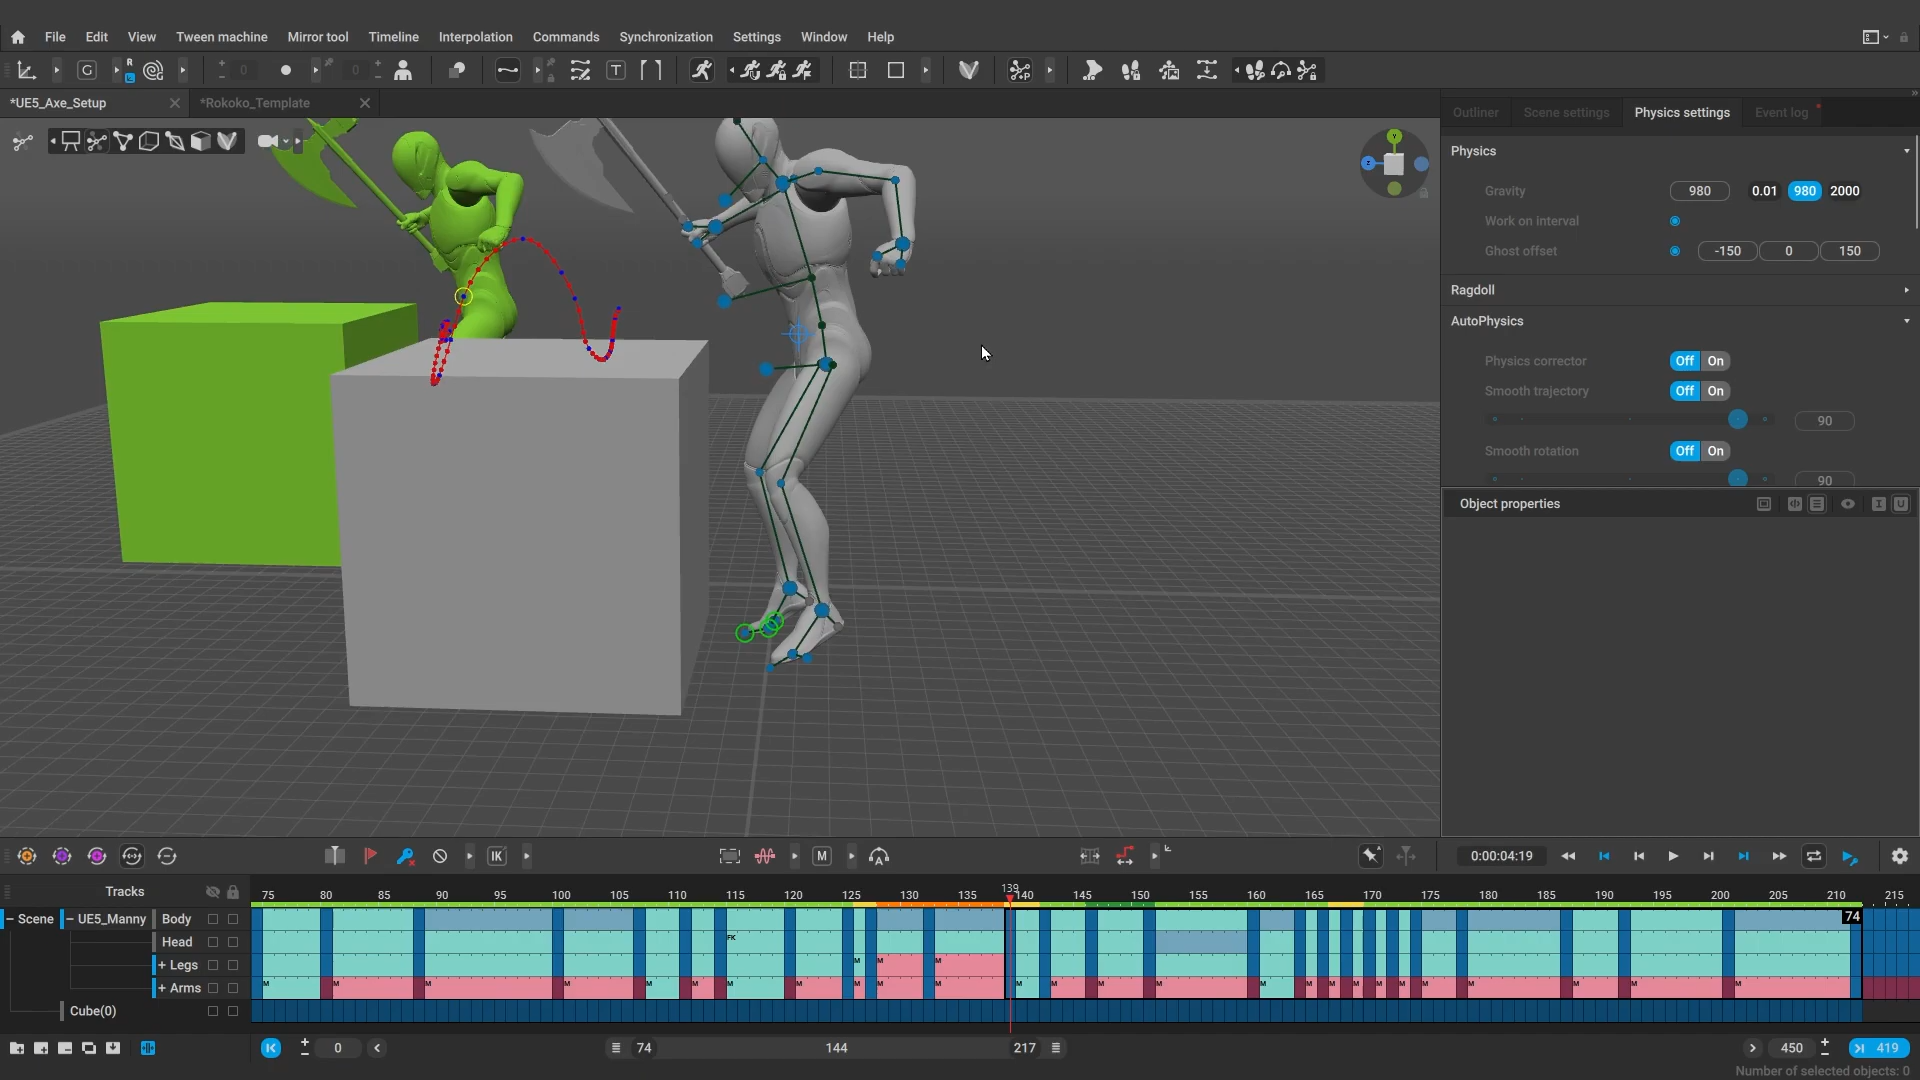 File Edit View Tween machine Mirror tool Timeline Interpolation Commands Synchronization Settings Window Help
G R L 0 0 T P
*UE5_Axe_Setup *Rokoko_Template
Outliner Scene settings Physics settings Event log
Physics
Gravity 980 0.01 980 2000
Work on interval
Ghost offset -150 0 150
Ragdoll
AutoPhysics
Physics corrector Off On
Smooth trajectory Off On
90
Smooth rotation Off On
90
Object properties
Y
Z
IK M A 0:00:04:19
Tracks 75 80 85 90 95 100 105 110 115 120 125 130 135 139 140 145 150 155 160 165 170 175 180 185 190 195 200 205 210 215
Scene UE5_Manny Body 74
Head FK
+ Legs M M M
+ Arms M M M M M M M M M M M M M M M M M M M M M M M M M
Cube(0)
0 74 144 217 450 419
Number of selected objects: 0